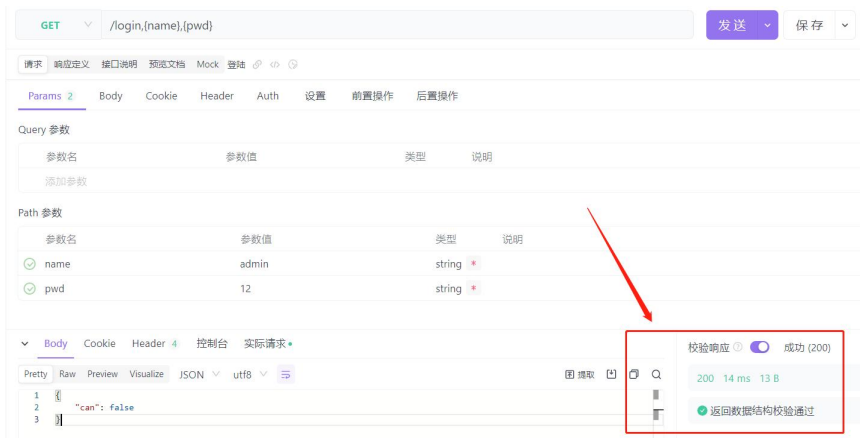 GET /login,{name},{pwd} 发送 保存
请求 响应定义 接口说明 预览文档 Mock 登陆
Params 2 Body Cookie Header Auth 设置 前置操作 后置操作
Query 参数
参数名 参数值 类型 说明
添加参数
Path 参数
参数名 参数值 类型 说明
name admin string *
pwd 12 string *
Body Cookie Header 4 控制台 实际请求 校验响应 成功 (200)
Pretty Raw Preview Visualize JSON utf8 提取 200 14 ms 13 B
1 {
2 "can": false
3 }
返回数据结构校验通过